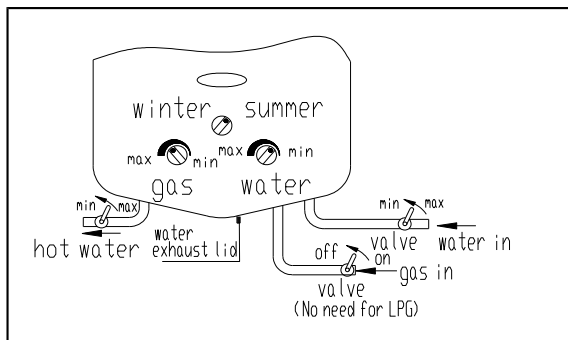 winter summer
max min max min
gas water
min max
hot water
water
exhaust lid
min max
valve water in
off on
gas in
valve
(No need for LPG)